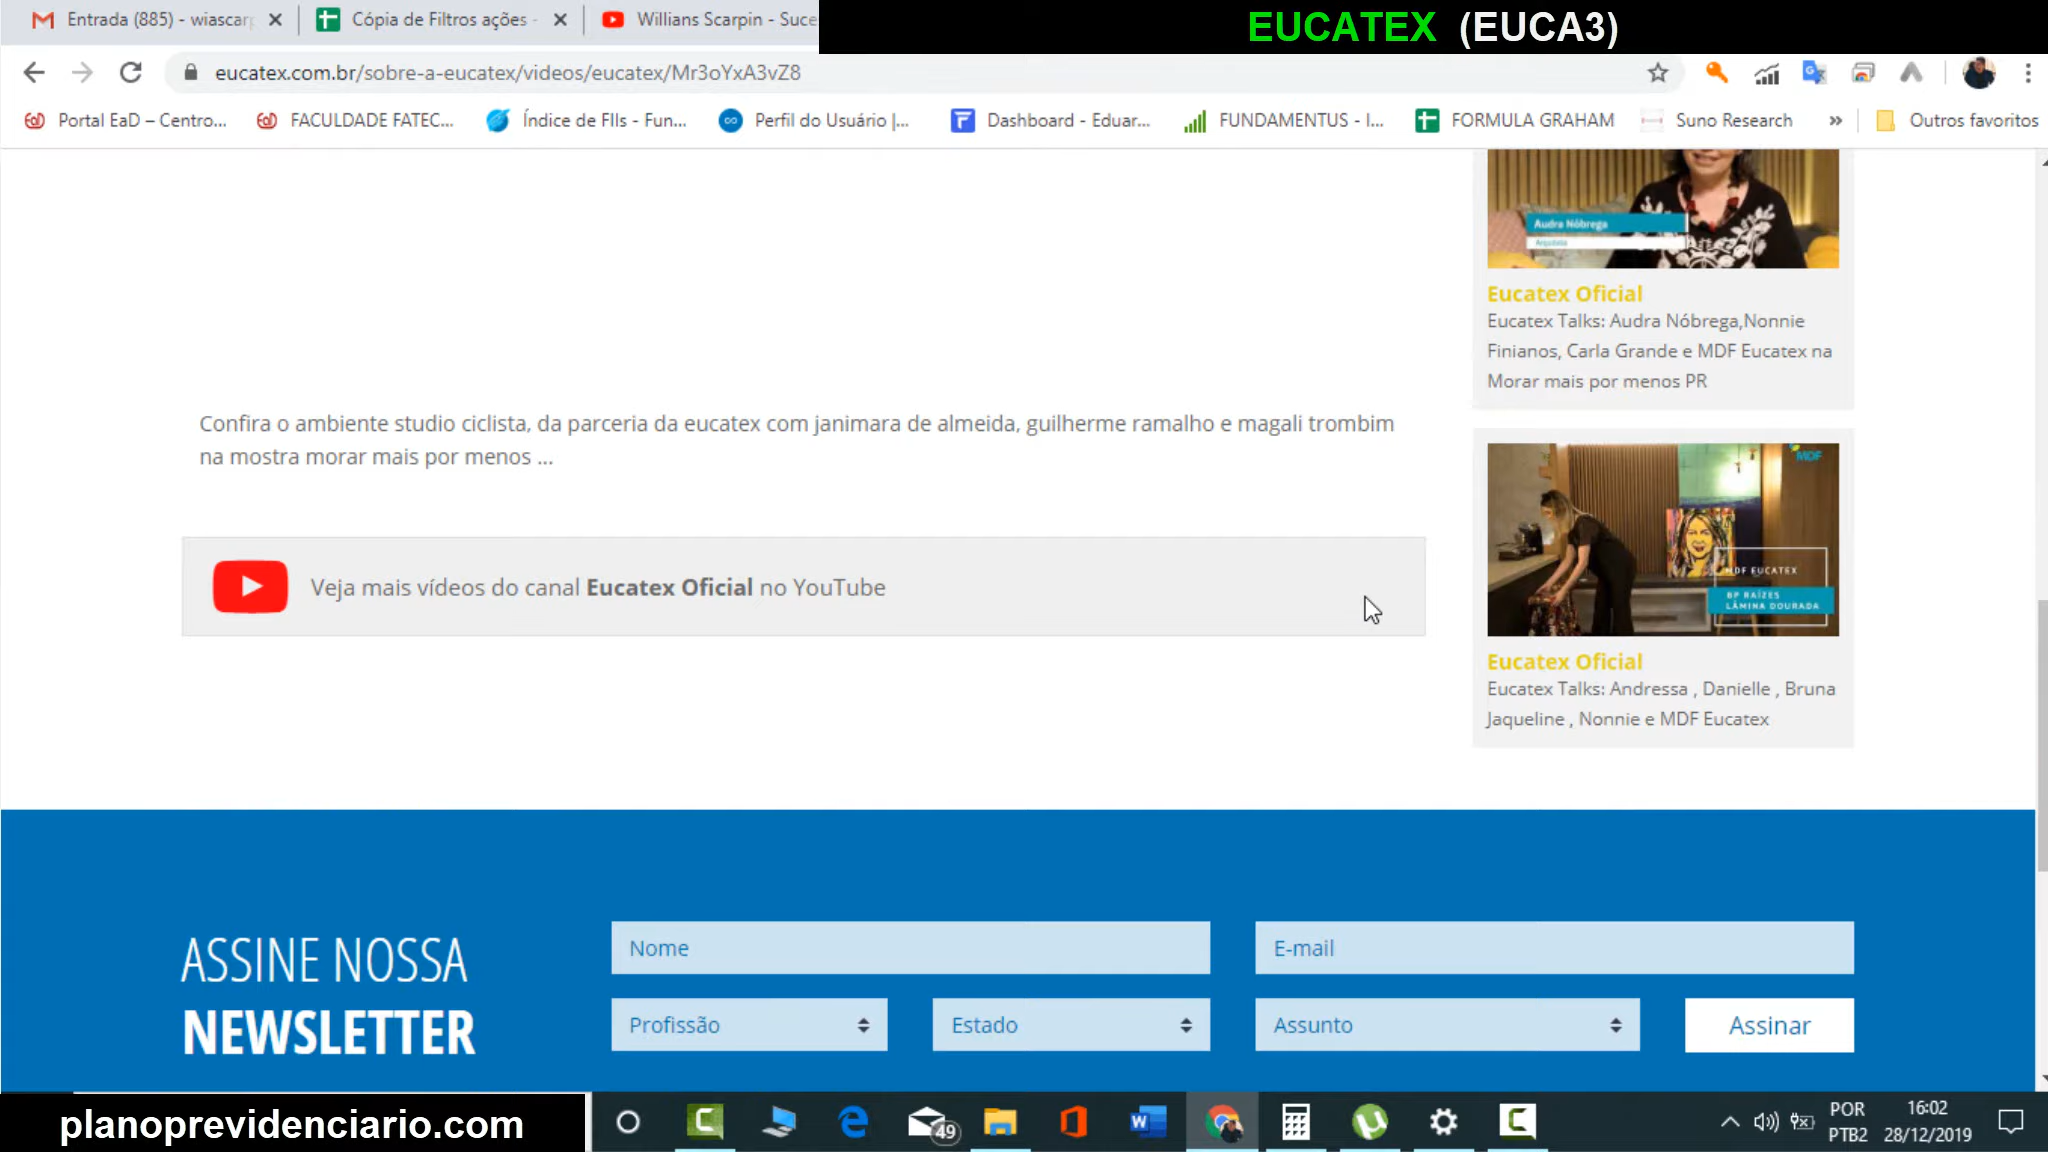 Entrada (885) - wiascarp
Cópia de Filtros ações -
Willians Scarpin - Suce
EUCATEX (EUCA3)
eucatex.com.br/sobre-a-eucatex/videos/eucatex/Mr3oYxA3vZ8
Portal EaD – Centro...
FACULDADE FATEC...
Índice de FIIs - Fun...
Perfil do Usuário |...
Dashboard - Eduar...
FUNDAMENTUS - I...
FORMULA GRAHAM
Suno Research
»
Outros favoritos
Audra Nóbrega
Arquiteta
Eucatex Oficial
Eucatex Talks: Audra Nóbrega,Nonnie
Finianos, Carla Grande e MDF Eucatex na
Morar mais por menos PR
Confira o ambiente studio ciclista, da parceria da eucatex com janimara de almeida, guilherme ramalho e magali trombim
na mostra morar mais por menos ...
Veja mais vídeos do canal Eucatex Oficial no YouTube
MDF
MDF EUCATEX
BP RAÍZES
LÂMINA DOURADA
Eucatex Oficial
Eucatex Talks: Andressa , Danielle , Bruna
Jaqueline , Nonnie e MDF Eucatex
ASSINE NOSSA
NEWSLETTER
Nome
E-mail
Profissão
Estado
Assunto
Assinar
planoprevidenciario.com
49
POR
PTB2
16:02
28/12/2019